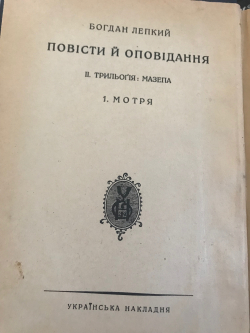 БОГДАН ЛЕПКИЙ
ПОВІСТИ Й ОПОВІДАННЯ
II. ТРИЛЬОҐІЯ: МАЗЕПА
1. МОТРЯ
УКРАЇНСЬКА НАКЛАДНЯ